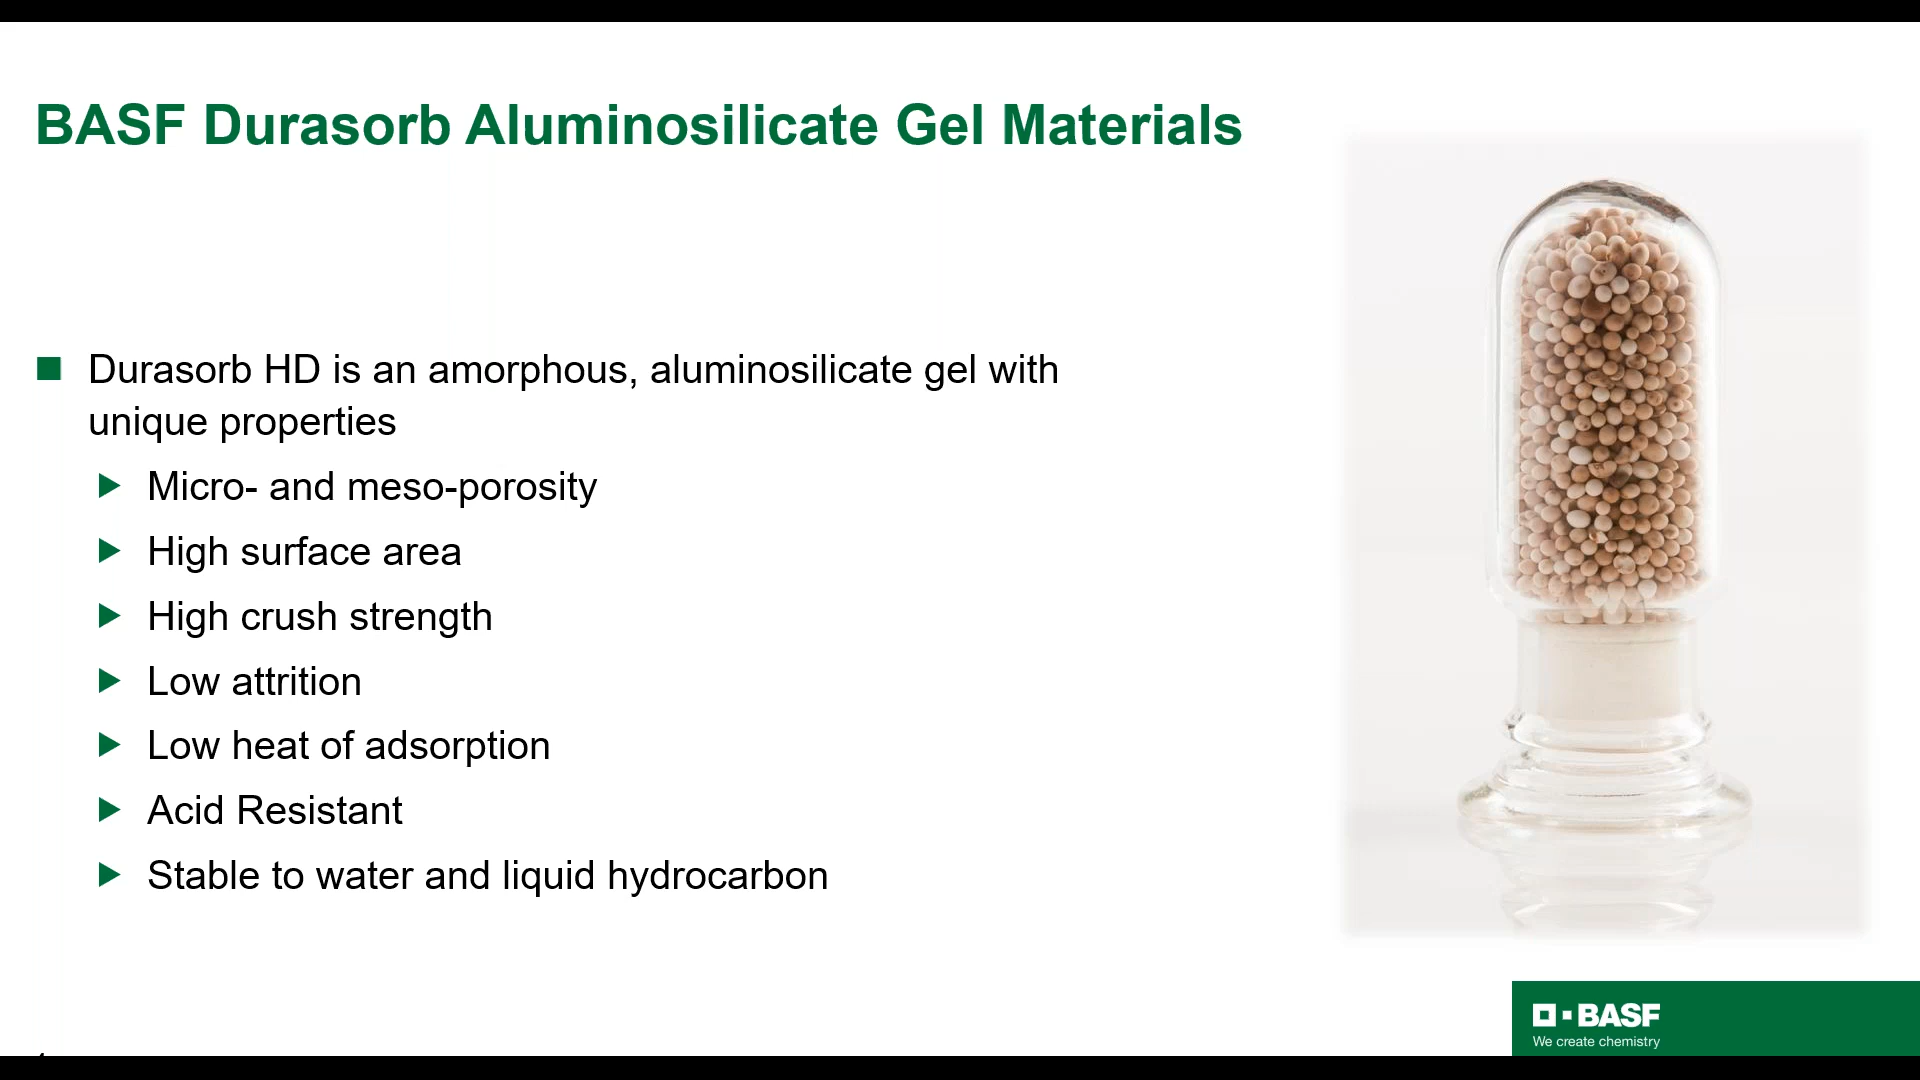 BASF Durasorb Aluminosilicate Gel Materials
Durasorb HD is an amorphous, aluminosilicate gel with
unique properties
Micro- and meso-porosity
High surface area
High crush strength
Low attrition
Low heat of adsorption
Acid Resistant
Stable to water and liquid hydrocarbon
BASF
We create chemistry